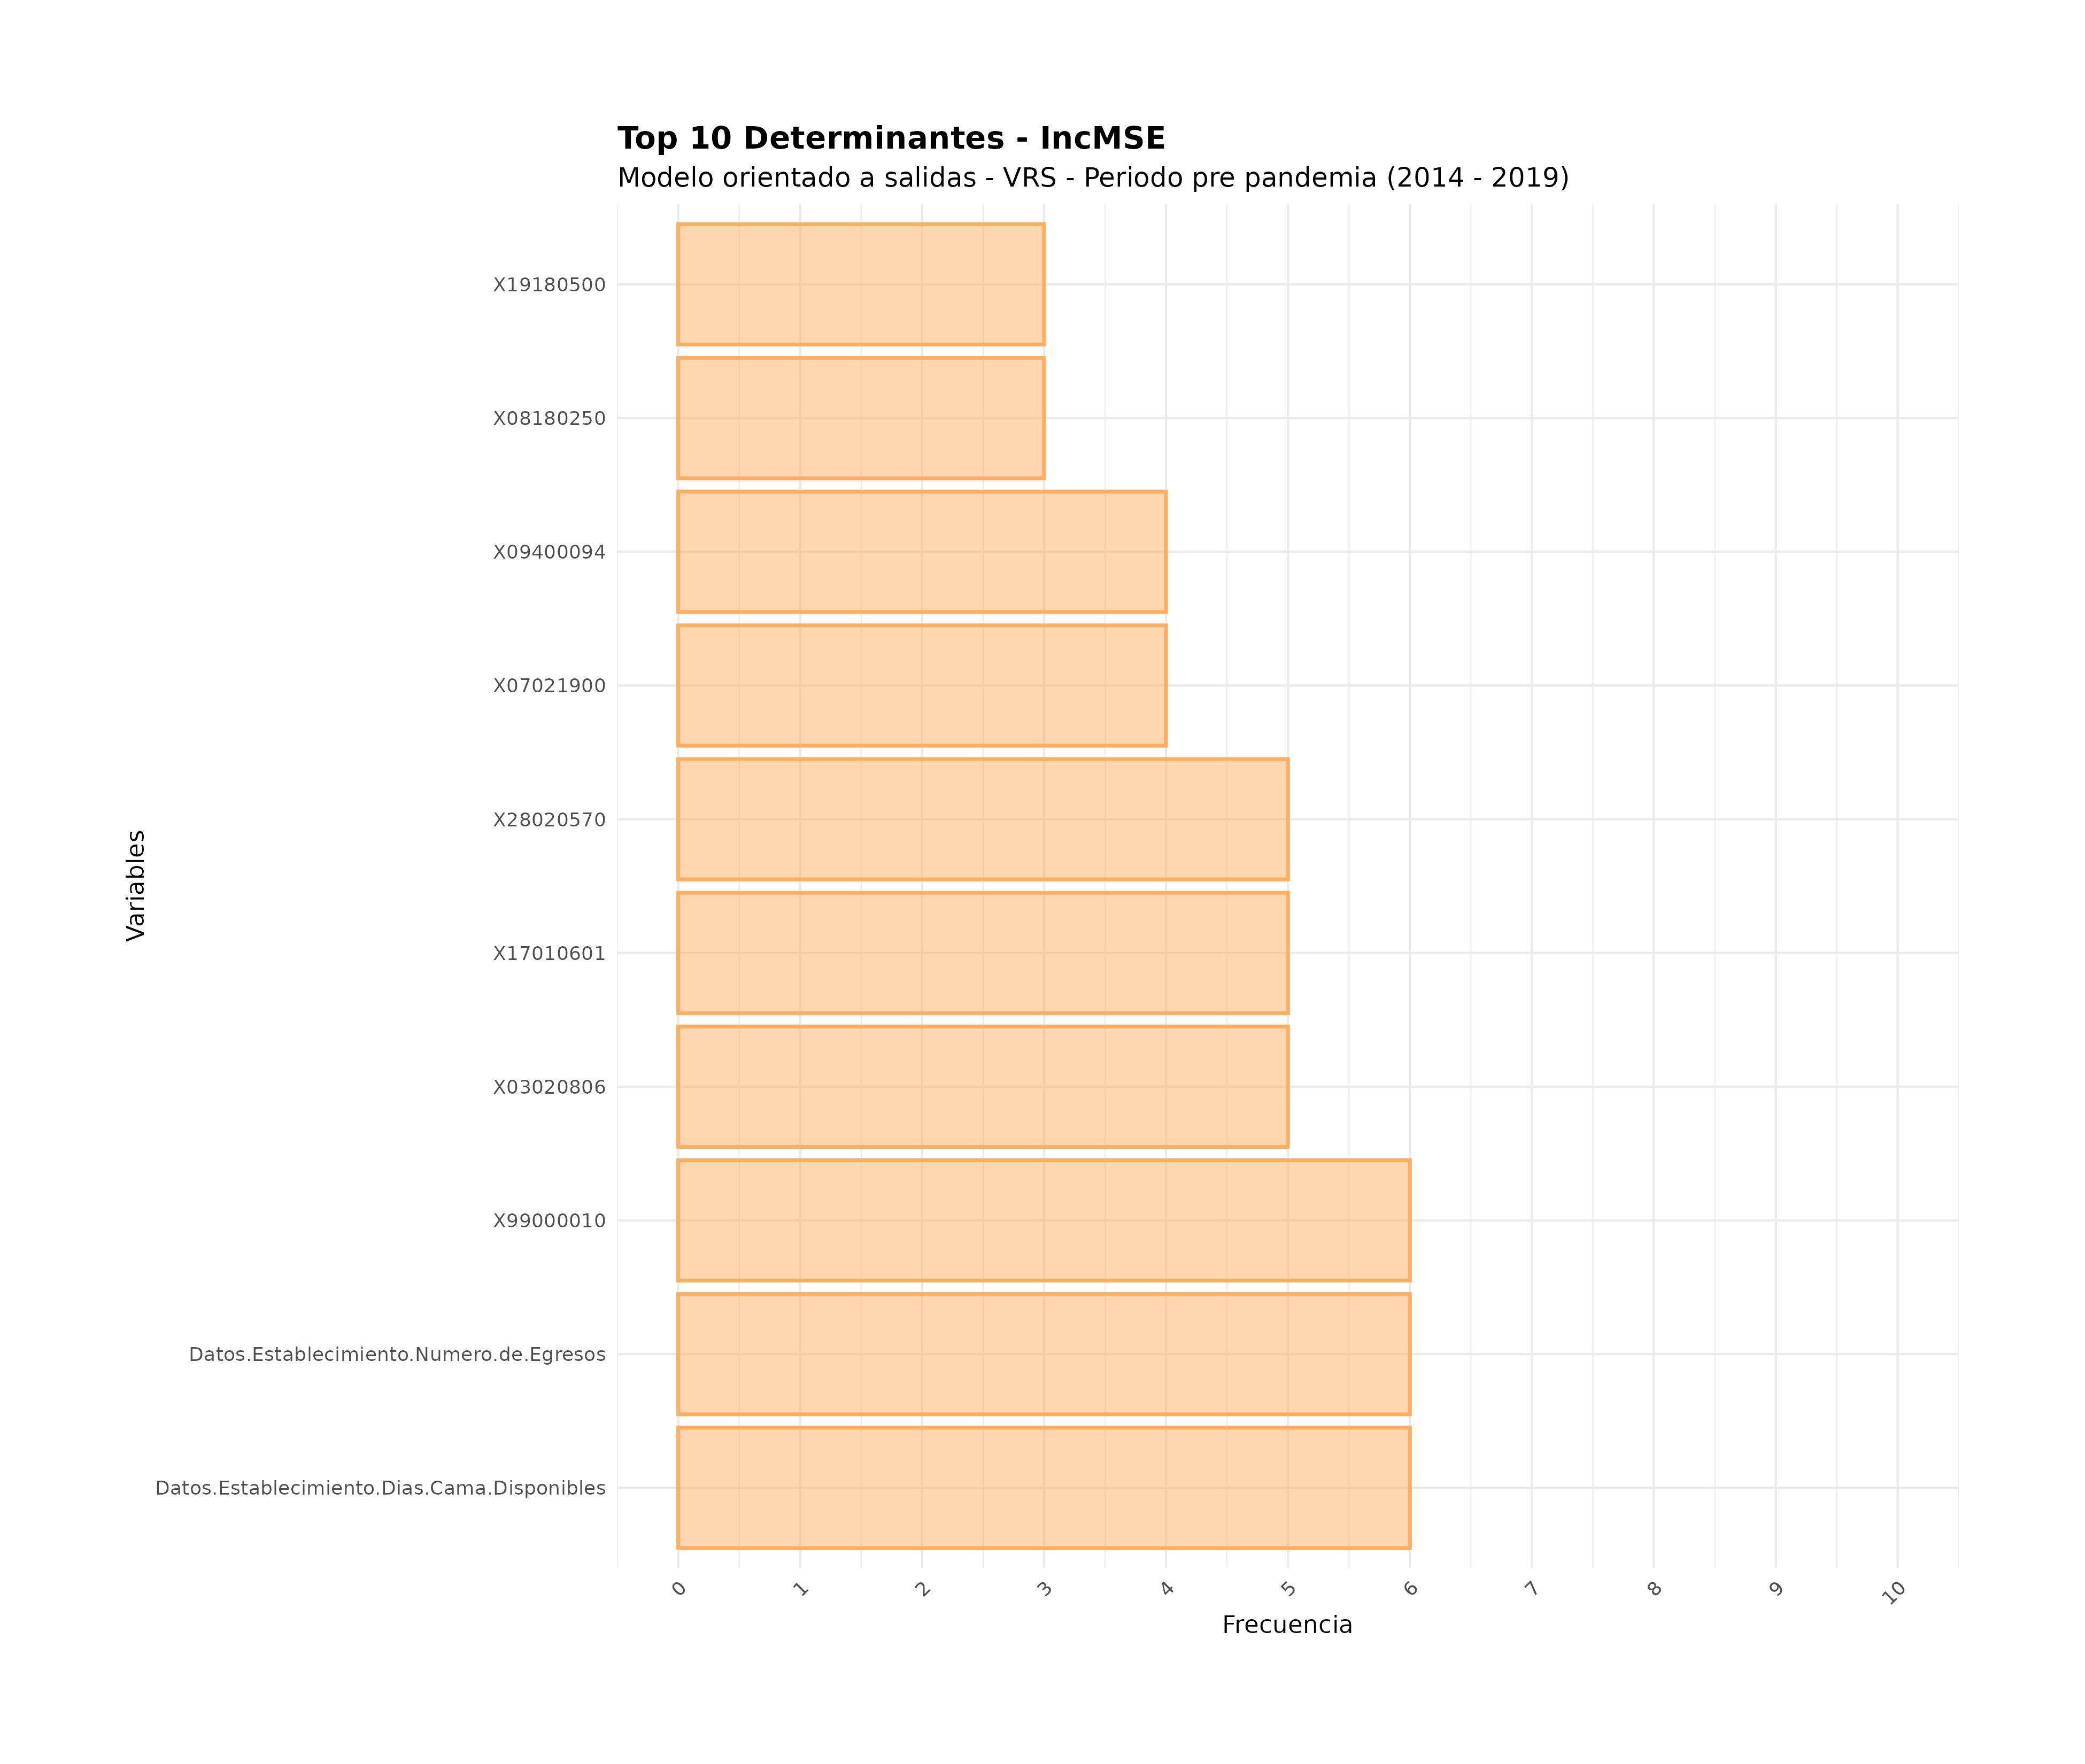 Top 10 Determinantes - IncMSE
Modelo orientado a salidas - VRS - Periodo pre pandemia (2014 - 2019)
Variables
X19180500
X08180250
X09400094
X07021900
X28020570
X17010601
X03020806
X99000010
Datos.Establecimiento.Numero.de.Egresos
Datos.Establecimiento.Dias.Cama.Disponibles
0 1 2 3 4 5 6 7 8 9 10
Frecuencia